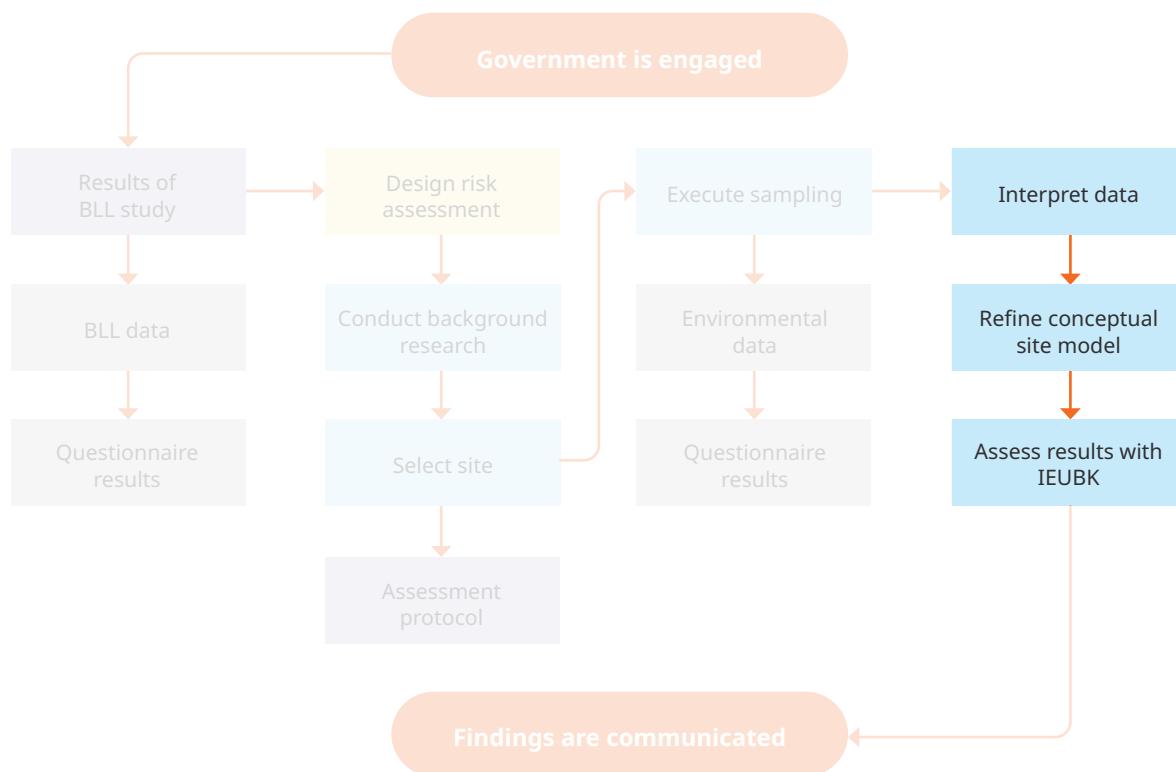 Government is engaged
Results of
BLL study
Design risk
assessment
Execute sampling
Interpret data
BLL data
Conduct background
research
Environmental
data
Refine conceptual
site model
Questionnaire
results
Select site
Questionnaire
results
Assess results with
IEUBK
Assessment
protocol
Findings are communicated